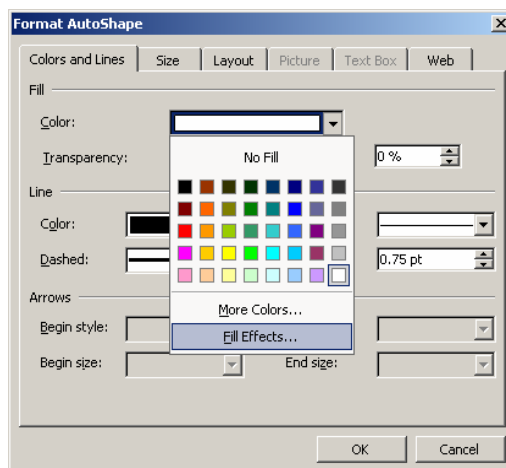 Format AutoShape
Colors and Lines Size Layout Picture Text Box Web
Fill
Color:
Transparency: 0 %
No Fill
Line
Color:
Dashed: 0.75 pt
More Colors...
Arrows
Begin style:
Fill Effects...
Begin size: End size:
OK Cancel